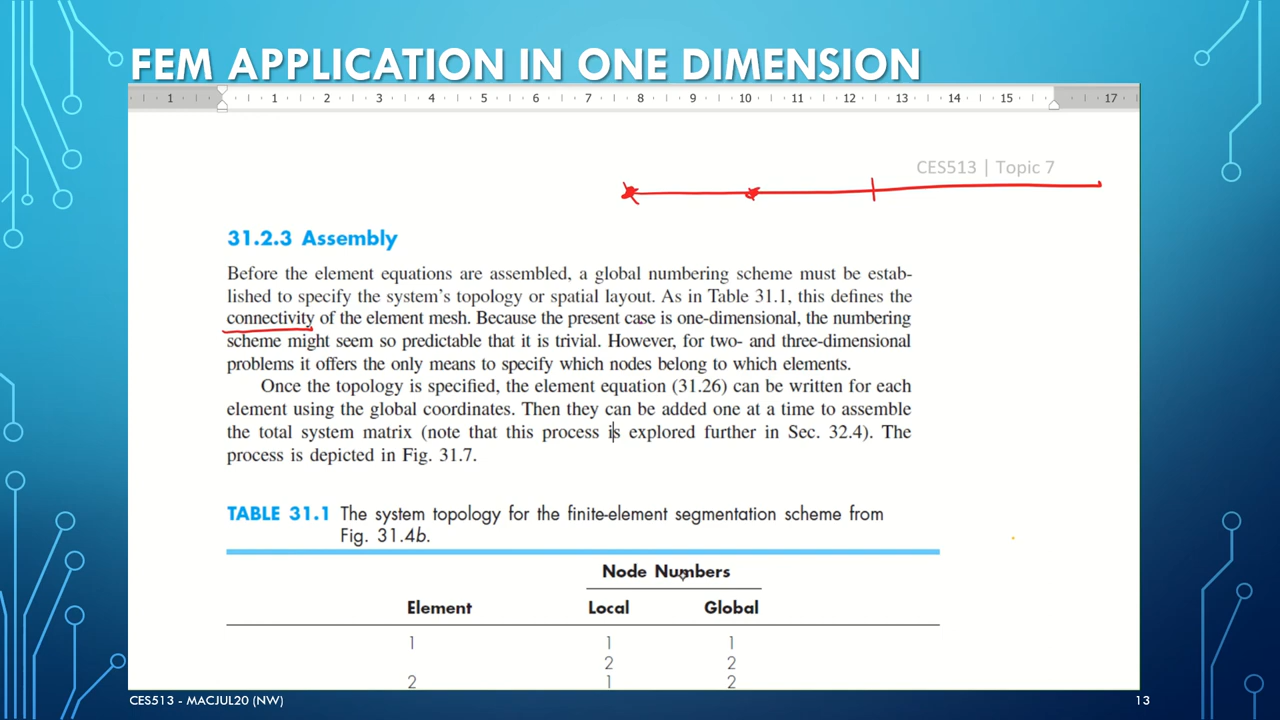 FEM APPLICATION IN ONE DIMENSION
1 1 2 3 4 5 6 7 8 9 10 11 12 13 14 15 17
CES513 | Topic 7
31.2.3 Assembly
Before the element equations are assembled, a global numbering scheme must be estab-
lished to specify the system's topology or spatial layout. As in Table 31.1, this defines the
connectivity of the element mesh. Because the present case is one-dimensional, the numbering
scheme might seem so predictable that it is trivial. However, for two- and three-dimensional
problems it offers the only means to specify which nodes belong to which elements.
Once the topology is specified, the element equation (31.26) can be written for each
element using the global coordinates. Then they can be added one at a time to assemble
the total system matrix (note that this process is explored further in Sec. 32.4). The
process is depicted in Fig. 31.7.
TABLE 31.1 The system topology for the finite-element segmentation scheme from
Fig. 31.4b.
Node Numbers
Element Local Global
1 1 1
2 2
2 1 2
CES513 - MACJUL20 (NW) 13